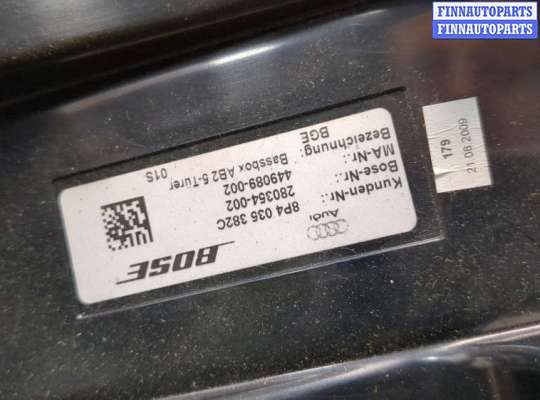 FINNAUTOPARTS
FINNAUTOPARTS
BOSE
Audi
Kunden-Nr.: 8P4 035 382C
Bose-Nr.: 280354-002
MA-Nr.: 449089-002
Bezeichnung: Bassbox AB2 5-Türer
BGE 01S
179
21 08 2009